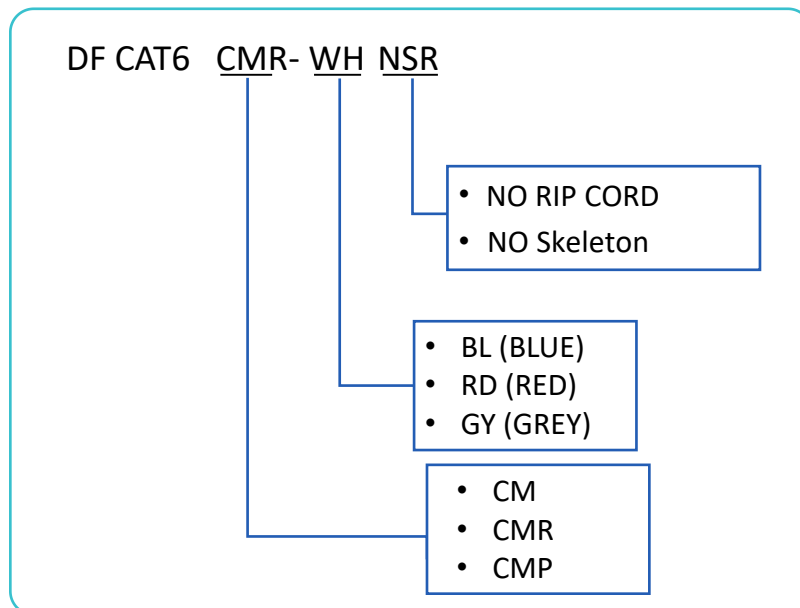 DF CAT6 CMR- WH NSR
• NO RIP CORD
• NO Skeleton
• BL (BLUE)
• RD (RED)
• GY (GREY)
• CM
• CMR
• CMP